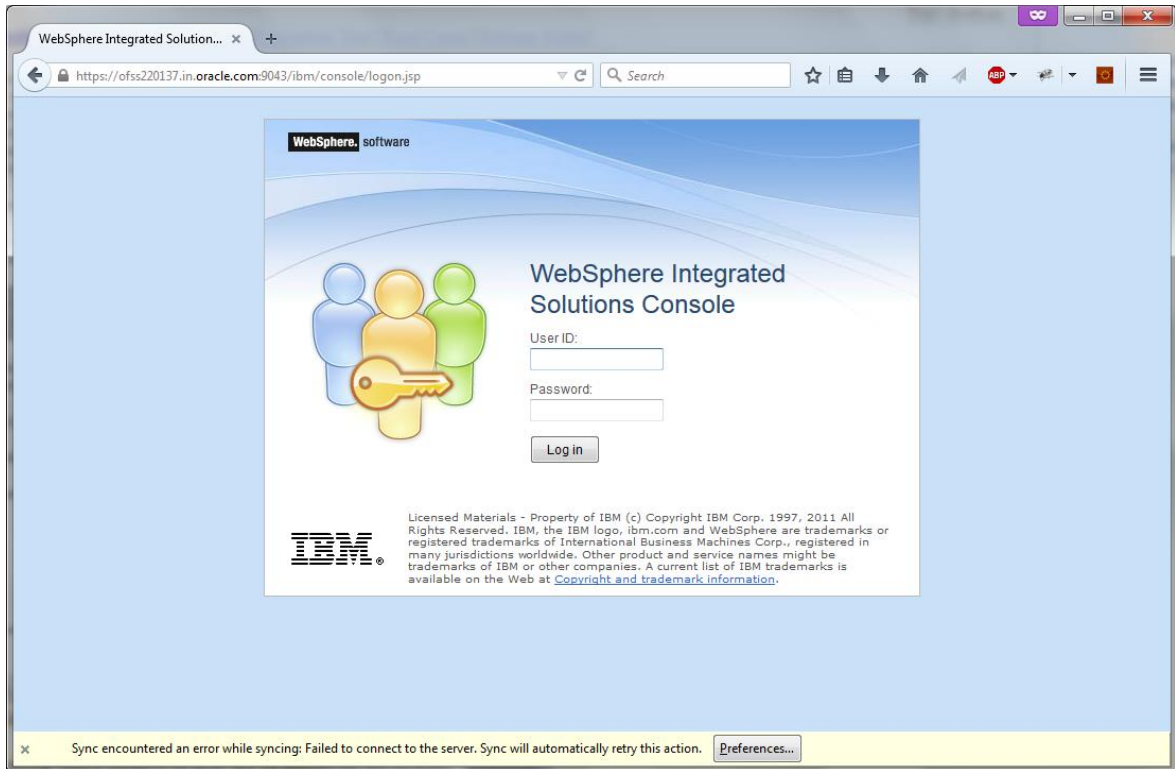 WebSphere Integrated Solution...
https://ofss220137.in.oracle.com:9043/ibm/console/logon.jsp
Search
ABP
WebSphere. software
WebSphere Integrated
Solutions Console
User ID:
Password:
Log in
IBM®
Licensed Materials - Property of IBM (c) Copyright IBM Corp. 1997, 2011 All
Rights Reserved. IBM, the IBM logo, ibm.com and WebSphere are trademarks or
registered trademarks of International Business Machines Corp., registered in
many jurisdictions worldwide. Other product and service names might be
trademarks of IBM or other companies. A current list of IBM trademarks is
available on the Web at Copyright and trademark information.
Sync encountered an error while syncing: Failed to connect to the server. Sync will automatically retry this action.
Preferences...